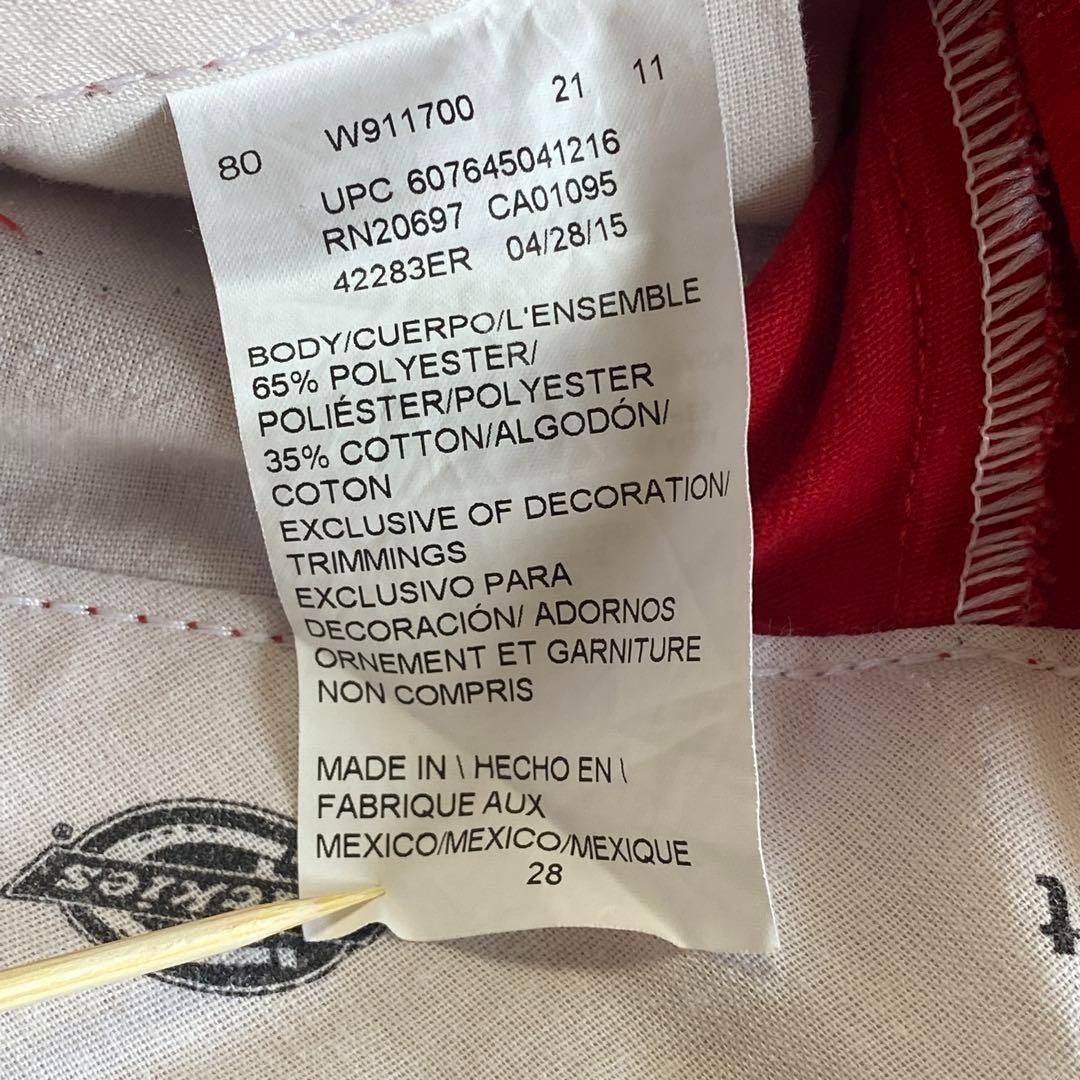 80 W911700 21 11
UPC 607645041216
RN20697 CA01095
42283ER 04/28/15
BODY/CUERPO/L'ENSEMBLE
65% POLYESTER/
POLIÉSTER/POLYESTER
35% COTTON/ALGODÓN/
COTON
EXCLUSIVE OF DECORATION/
TRIMMINGS
EXCLUSIVO PARA
DECORACIÓN/ ADORNOS
ORNEMENT ET GARNITURE
NON COMPRIS
MADE IN \ HECHO EN \
FABRIQUE AUX
MEXICO/MEXICO/MEXIQUE
28